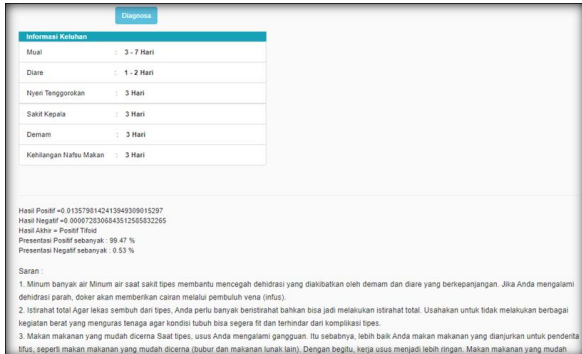 Diagnosa
Informasi Keluhan
Mual : 3 - 7 Hari
Diare : 1 - 2 Hari
Nyeri Tenggorokan : 3 Hari
Sakit Kepala : 3 Hari
Demam : 3 Hari
Kehilangan Nafsu Makan : 3 Hari
Hasil Positif =0.0135798142413949309015297
Hasil Negatif =0.0000728306843512585832265
Hasil Akhir = Positif Tifoid
Presentasi Positif sebanyak : 99.47 %
Presentasi Negatif sebanyak : 0.53 %
Saran :
1. Minum banyak air Minum air saat sakit tipes membantu mencegah dehidrasi yang diakibatkan oleh demam dan diare yang berkepanjangan. Jika Anda mengalami
dehidrasi parah, doker akan memberikan cairan melalui pembuluh vena (infus).
2. Istirahat total Agar lekas sembuh dari tipes, Anda perlu banyak beristirahat bahkan bisa jadi melakukan istirahat total. Usahakan untuk tidak melakukan berbagai
kegiatan berat yang menguras tenaga agar kondisi tubuh bisa segera fit dan terhindar dari komplikasi tipes.
3. Makan makanan yang mudah dicerna Saat tipes, usus Anda mengalami gangguan. Itu sebabnya, lebih baik Anda makan makanan yang dianjurkan untuk penderita
tifus, seperti makan makanan yang mudah dicerna (bubur dan makanan lunak lain). Dengan begitu, kerja usus menjadi lebih ringan. Makan makanan yang mudah